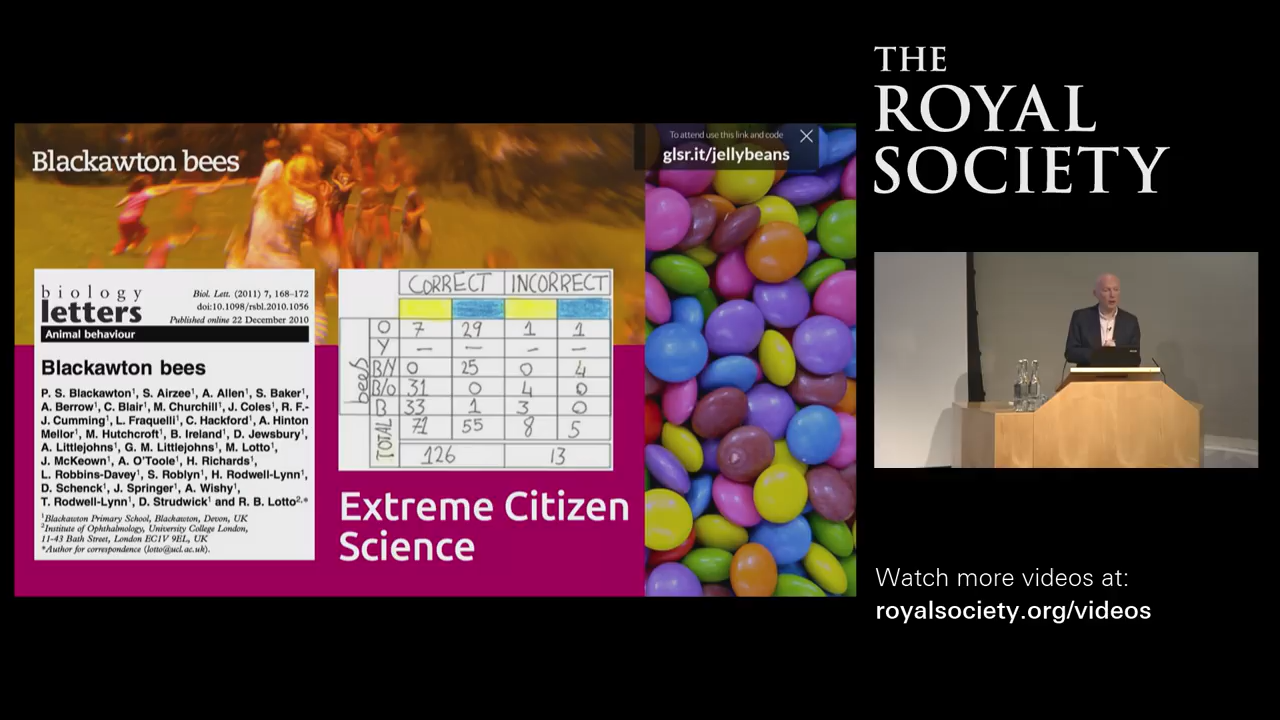 THE
ROYAL
SOCIETY
Blackawton bees
To attend use this link and code
glsr.it/jellybeans
biology
letters
Biol. Lett. (2011) 7, 168–172
doi:10.1098/rsbl.2010.1056
Published online 22 December 2010
Animal behaviour
Blackawton bees
P. S. Blackawton¹, S. Airzee¹, A. Allen¹, S. Baker¹,
A. Berrow¹, C. Blair¹, M. Churchill¹, J. Coles¹, R. F.-
J. Cumming¹, L. Fraquelli¹, C. Hackford¹, A. Hinton
Mellor¹, M. Hutchcroft¹, B. Ireland¹, D. Jewsbury¹,
A. Littlejohns¹, G. M. Littlejohns¹, M. Lotto¹,
J. McKeown¹, A. O'Toole¹, H. Richards¹,
L. Robbins-Davey¹, S. Roblyn¹, H. Rodwell-Lynn¹,
D. Schenck¹, J. Springer¹, A. Wishy¹,
T. Rodwell-Lynn¹, D. Strudwick¹ and R. B. Lotto²,*
¹Blackawton Primary School, Blackawton, Devon, UK
²Institute of Ophthalmology, University College London,
11-43 Bath Street, London EC1V 9EL, UK
*Author for correspondence (lotto@ucl.ac.uk).
CORRECT INCORRECT
beeS
O 7 29 1 1
Y – – – –
B/Y 0 25 0 4
B/O 31 0 4 0
B 33 1 3 0
TOTAL 71 55 8 5
126 13
Extreme Citizen
Science
Watch more videos at:
royalsociety.org/videos